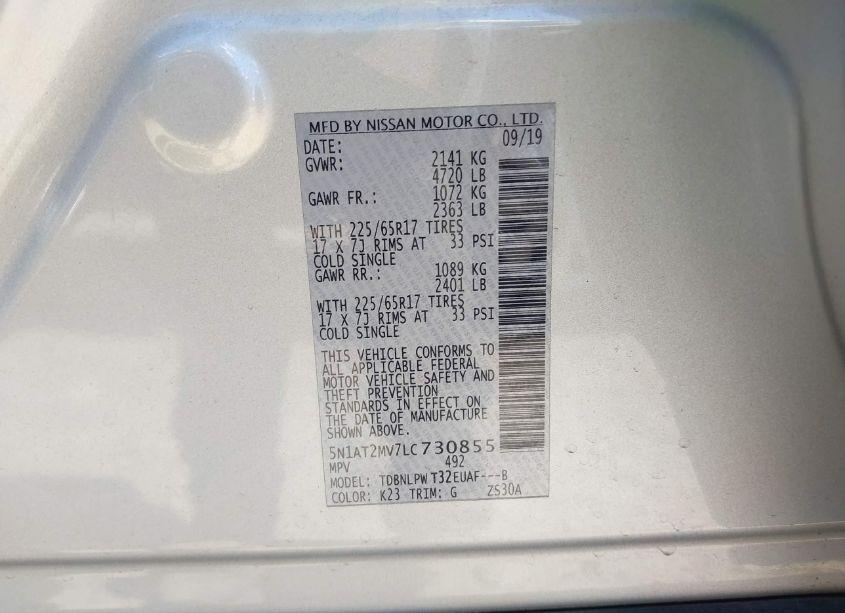 MFD BY NISSAN MOTOR CO., LTD.
DATE: 09/19
GVWR: 2141 KG
4720 LB
GAWR FR.: 1072 KG
2363 LB
WITH 225/65R17 TIRES
17 X 7J RIMS AT 33 PSI
COLD SINGLE
GAWR RR.: 1089 KG
2401 LB
WITH 225/65R17 TIRES
17 X 7J RIMS AT 33 PSI
COLD SINGLE
THIS VEHICLE CONFORMS TO
ALL APPLICABLE FEDERAL
MOTOR VEHICLE SAFETY AND
THEFT PREVENTION
STANDARDS IN EFFECT ON
THE DATE OF MANUFACTURE
SHOWN ABOVE.
5N1AT2MV7LC730855
MPV 492
MODEL: TDBNLPW T32EUAF---B
COLOR: K23 TRIM: G ZS30A